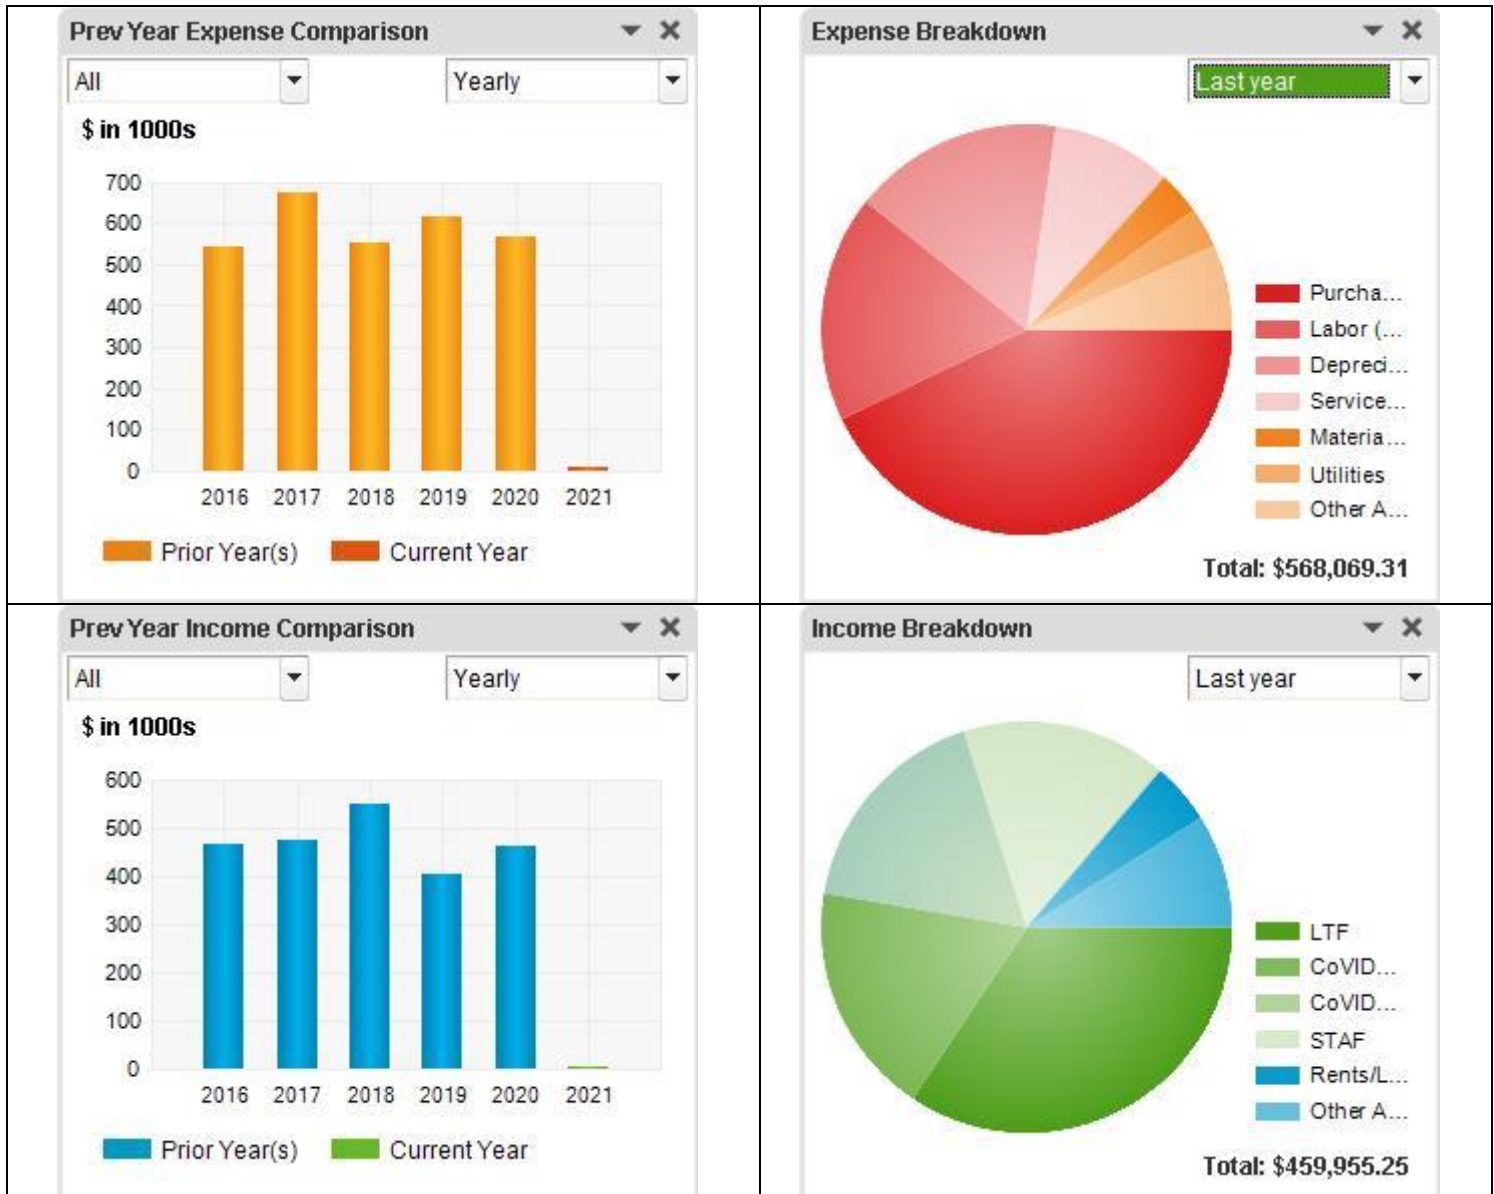 Prev Year Expense Comparison
All
Yearly
$ in 1000s
700
600
500
400
300
200
100
0
2016 2017 2018 2019 2020 2021
Prior Year(s) Current Year
Expense Breakdown
Last year
Purcha...
Labor (...
Depreci...
Service...
Materia...
Utilities
Other A...
Total: $568,069.31
Prev Year Income Comparison
All
Yearly
$ in 1000s
600
500
400
300
200
100
0
2016 2017 2018 2019 2020 2021
Prior Year(s) Current Year
Income Breakdown
Last year
LTF
CoVID...
CoVID...
STAF
Rents/L...
Other A...
Total: $459,955.25